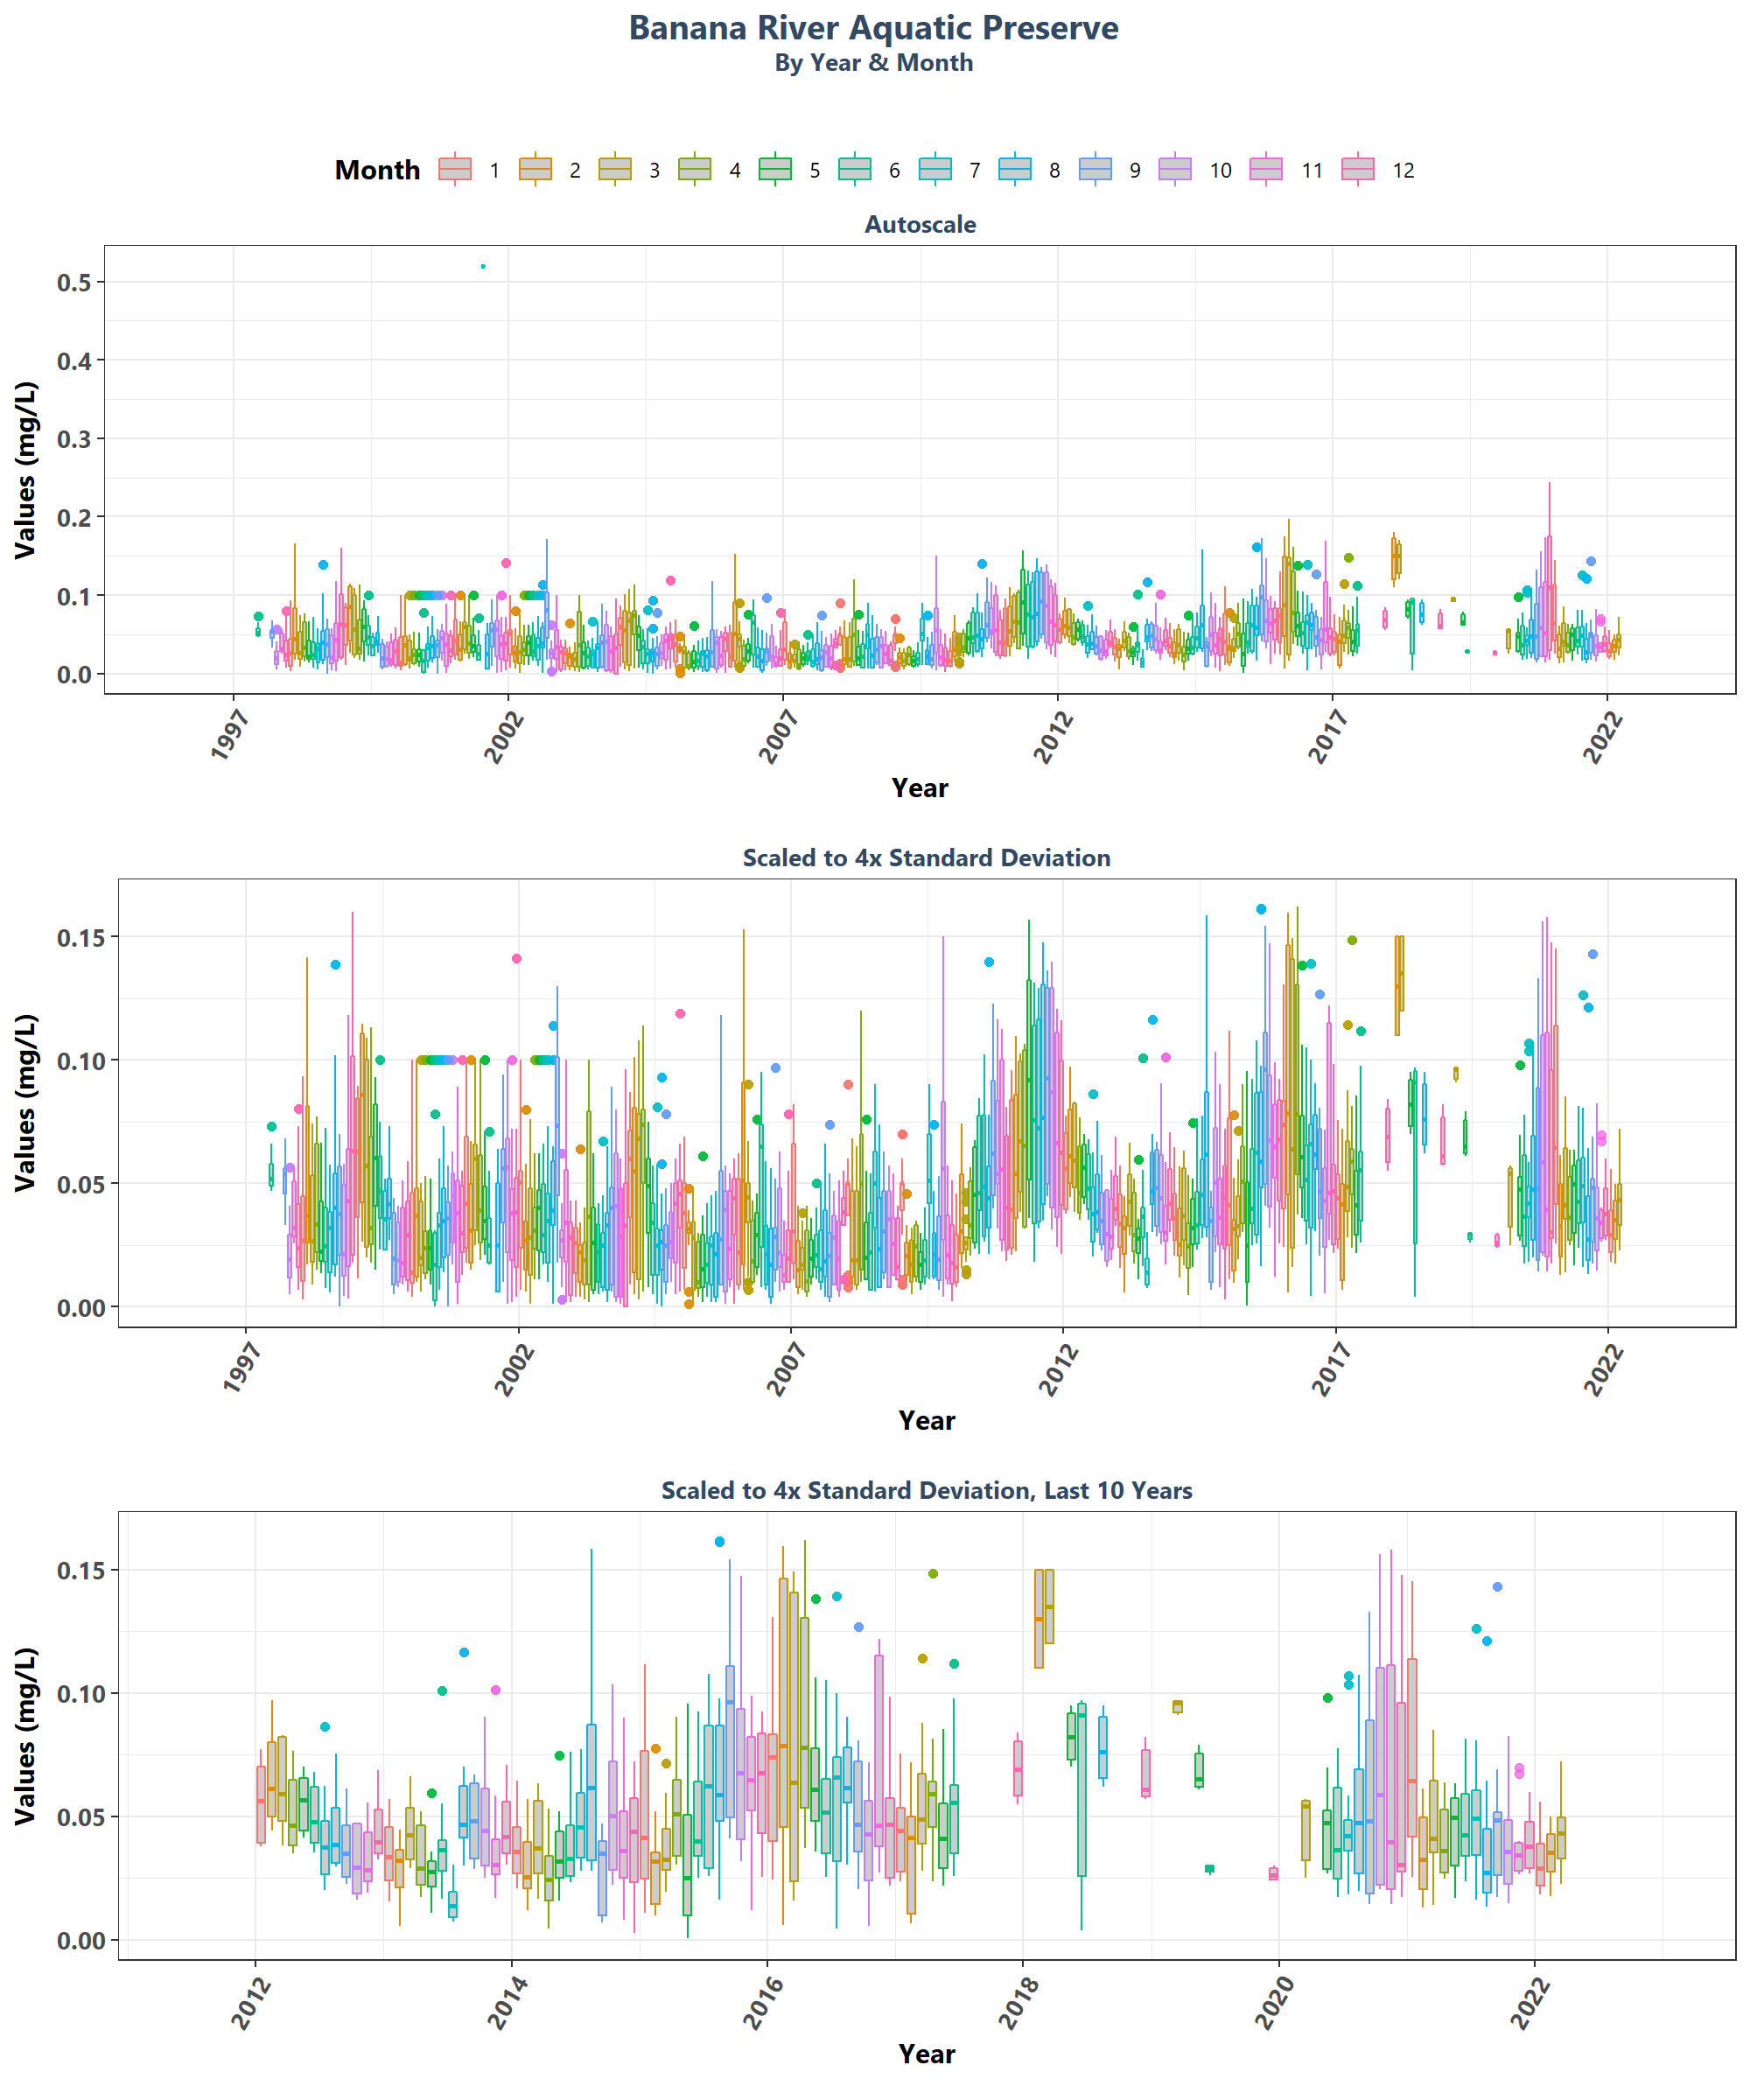 Banana River Aquatic Preserve
By Year & Month
Month 1 2 3 4 5 6 7 8 9 10 11 12
Autoscale
Values (mg/L)
0.5
0.4
0.3
0.2
0.1
0.0
1997 2002 2007 2012 2017 2022
Year
Scaled to 4x Standard Deviation
Values (mg/L)
0.15
0.10
0.05
0.00
1997 2002 2007 2012 2017 2022
Year
Scaled to 4x Standard Deviation, Last 10 Years
Values (mg/L)
0.15
0.10
0.05
0.00
2012 2014 2016 2018 2020 2022
Year